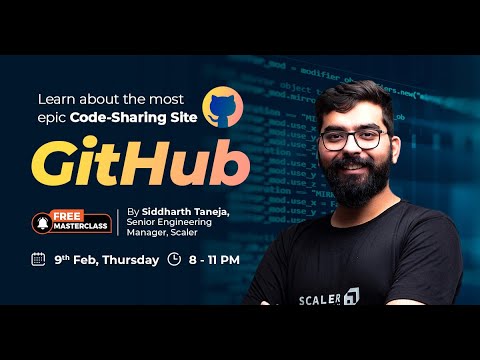 Learn about the most
epic Code-Sharing Site
GitHub
FREE
MASTERCLASS
By Siddharth Taneja,
Senior Engineering
Manager, Scaler
9th Feb, Thursday
8 - 11 PM
SCALER